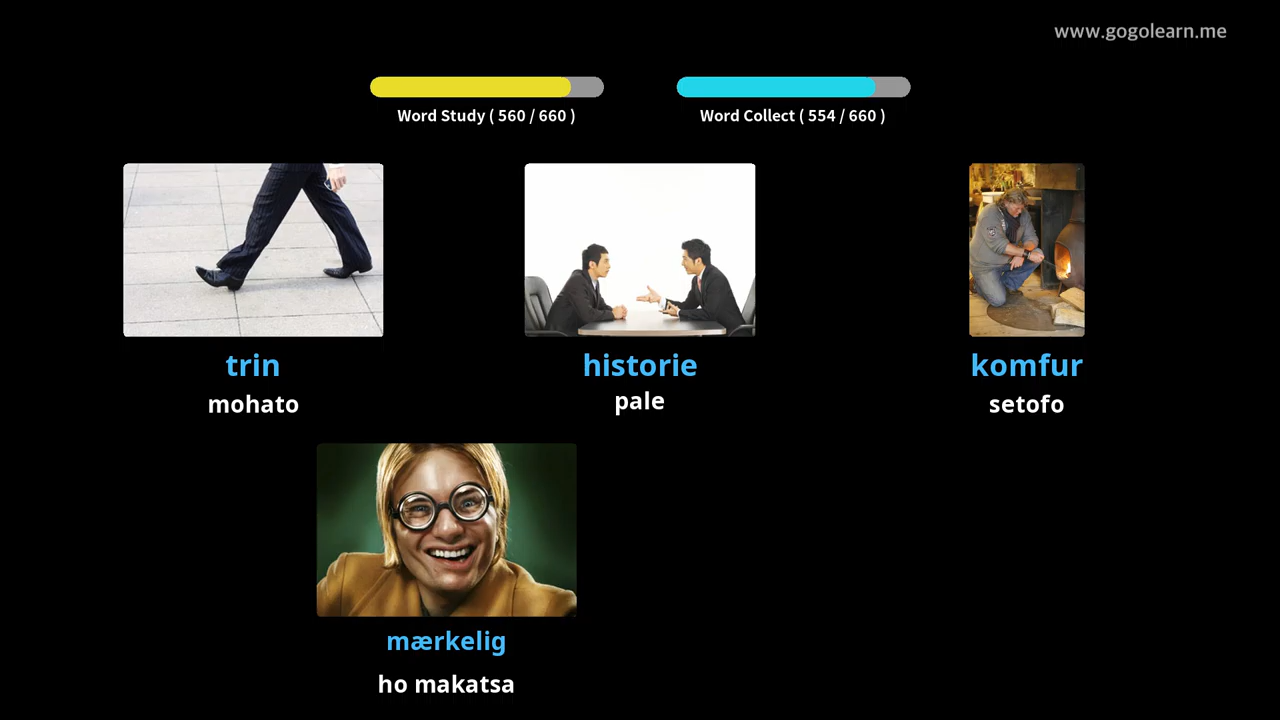 www.gogolearn.me
Word Study ( 560 / 660 )
Word Collect ( 554 / 660 )
trin
mohato
historie
pale
komfur
setofo
mærkelig
ho makatsa